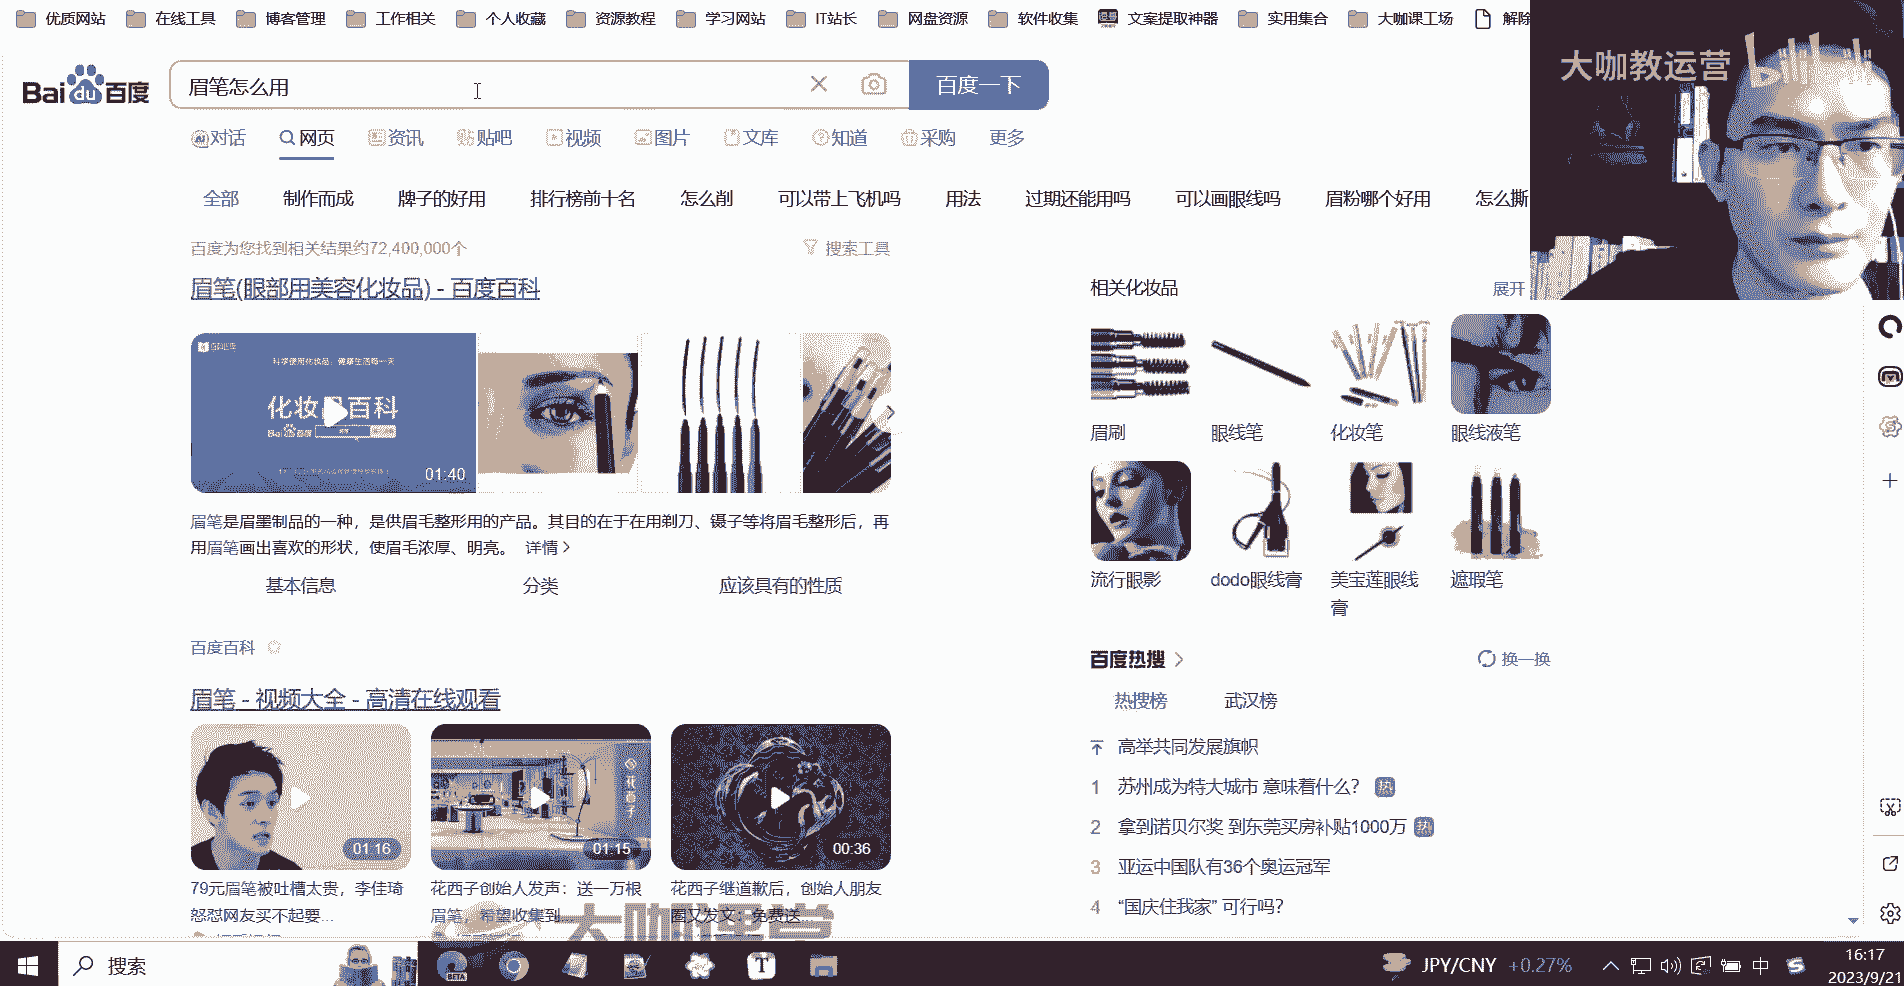 优质网站 在线工具 博客管理 工作相关 个人收藏 资源教程 学习网站 IT站长 网盘资源 软件收集 文案提取神器 实用集合 大咖课工场 解除
大咖教运营 bilibili
Bai du 百度 眉笔怎么用 百度一下
对话 网页 资讯 贴吧 视频 图片 文库 知道 采购 更多
全部 制作而成 牌子的好用 排行榜前十名 怎么削 可以带上飞机吗 用法 过期还能用吗 可以画眼线吗 眉粉哪个好用 怎么撕
百度为您找到相关结果约72,400,000个 搜索工具
眉笔(眼部用美容化妆品) - 百度百科
科学使用化妆品，健康生活每一天
化妆品百科
01:40
眉笔是眉墨制品的一种，是供眉毛整形用的产品。其目的在于在用剃刀、镊子等将眉毛整形后，再
用眉笔画出喜欢的形状，使眉毛浓厚、明亮。 详情
基本信息 分类 应该具有的性质
百度百科
眉笔 - 视频大全 - 高清在线观看
花西子
01:16 01:15 00:36
79元眉笔被吐槽太贵，李佳琦
怒怼网友买不起要...
花西子创始人发声：送一万根
眉笔，希望收集到...
花西子继道歉后，创始人朋友
圈又发文：免费送...
大咖课堂
相关化妆品 展开
眉刷 眼线笔 化妆笔 眼线液笔
流行眼影 dodo眼线膏 美宝莲眼线膏 遮瑕笔
百度热搜 换一换
热搜榜 武汉榜
高举共同发展旗帜
1 苏州成为特大城市 意味着什么？ 热
2 拿到诺贝尔奖 到东莞买房补贴1000万 热
3 亚运中国队有36个奥运冠军
4 “国庆住我家” 可行吗?
搜索 BETA T JPY/CNY +0.27% 中 S 16:17
2023/9/21